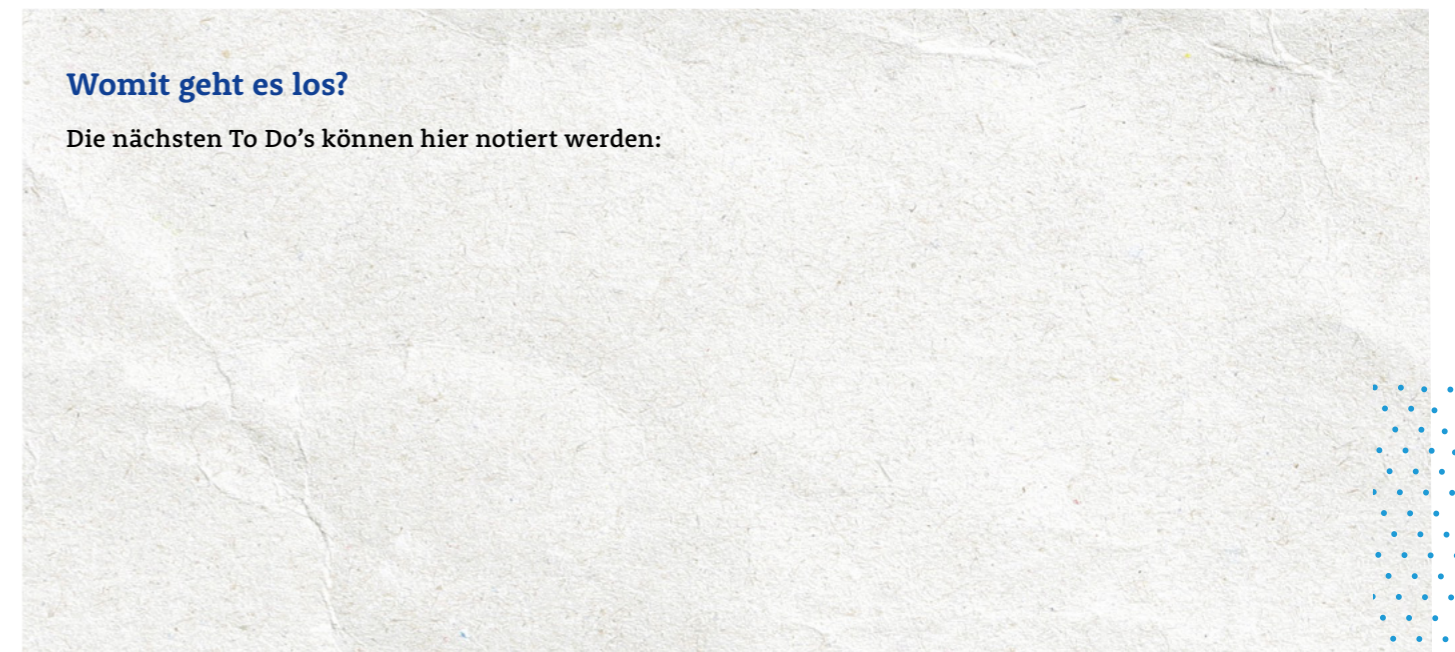 Womit geht es los?
Die nächsten To Do’s können hier notiert werden: